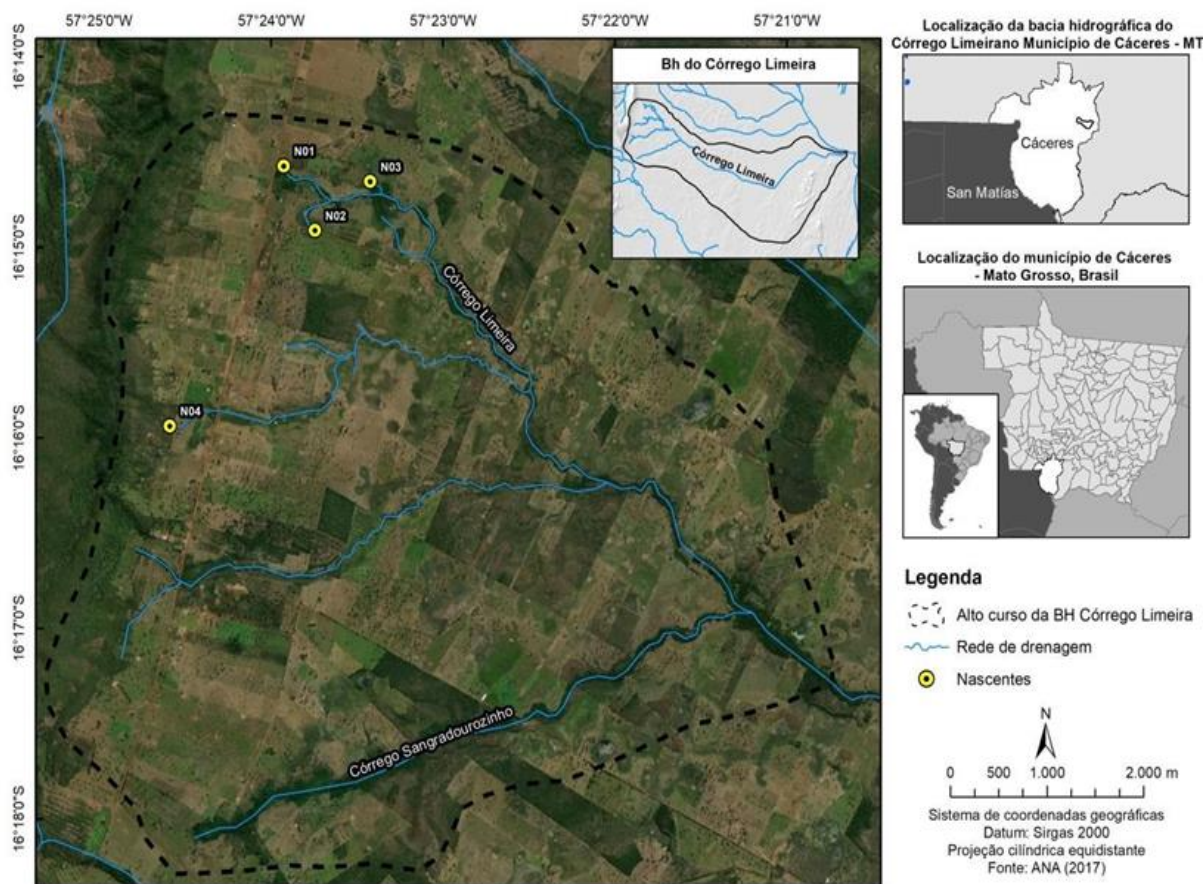 57°25'0"O
57°24'0"O
57°23'0"O
57°22'0"O
57°21'0"O
16°14'0"S
16°15'0"S
16°16'0"S
16°17'0"S
16°18'0"S
N01
N03
N02
N04
Córrego Limeira
Córrego Sangradourozinho
Bh do Córrego Limeira
Córrego Limeira
Localização da bacia hidrográfica do
Córrego Limeirano Município de Cáceres - MT
Cáceres
San Matías
Localização do município de Cáceres
- Mato Grosso, Brasil
Legenda
Alto curso da BH Córrego Limeira
Rede de drenagem
Nascentes
N
0 500 1.000 2.000 m
Sistema de coordenadas geográficas
Datum: Sirgas 2000
Projeção cilíndrica equidistante
Fonte: ANA (2017)